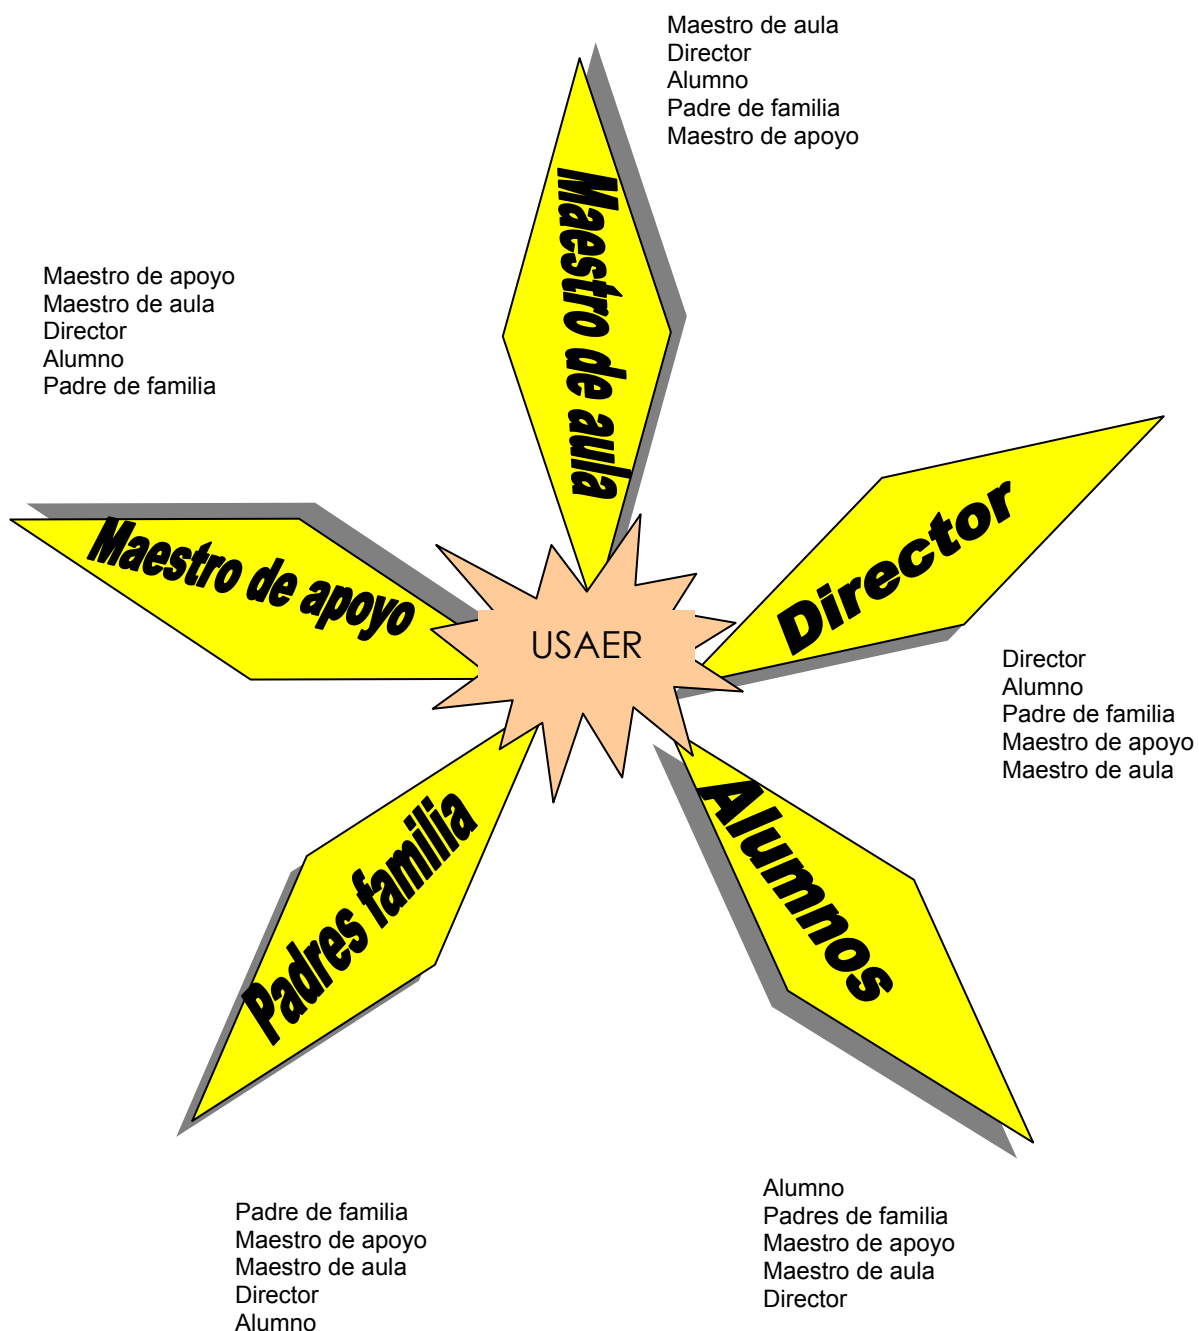 Maestro de aula
Director
Alumno
Padre de familia
Maestro de apoyo
Maestro de aula
Maestro de apoyo
Maestro de aula
Director
Alumno
Padre de familia
Maestro de apoyo
Director
USAER
Director
Alumno
Padre de familia
Maestro de apoyo
Maestro de aula
Padres familia
Alumnos
Padre de familia
Maestro de apoyo
Maestro de aula
Director
Alumno
Alumno
Padres de familia
Maestro de apoyo
Maestro de aula
Director